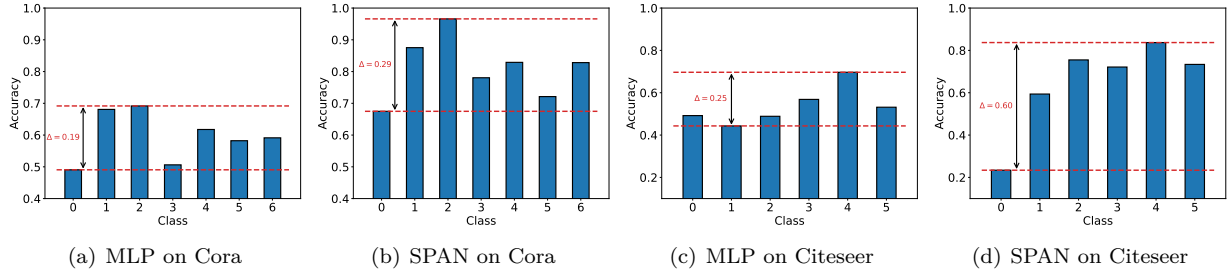 1.0
0.9
0.8
0.7
0.6
0.5
0.4
Accuracy
Δ = 0.19
0 1 2 3 4 5 6
Class
(a) MLP on Cora
1.0
0.9
0.8
0.7
0.6
0.5
0.4
Accuracy
Δ = 0.29
0 1 2 3 4 5 6
Class
(b) SPAN on Cora
1.0
0.8
0.6
0.4
0.2
Accuracy
Δ = 0.25
0 1 2 3 4 5
Class
(c) MLP on Citeseer
1.0
0.8
0.6
0.4
0.2
Accuracy
Δ = 0.60
0 1 2 3 4 5
Class
(d) SPAN on Citeseer